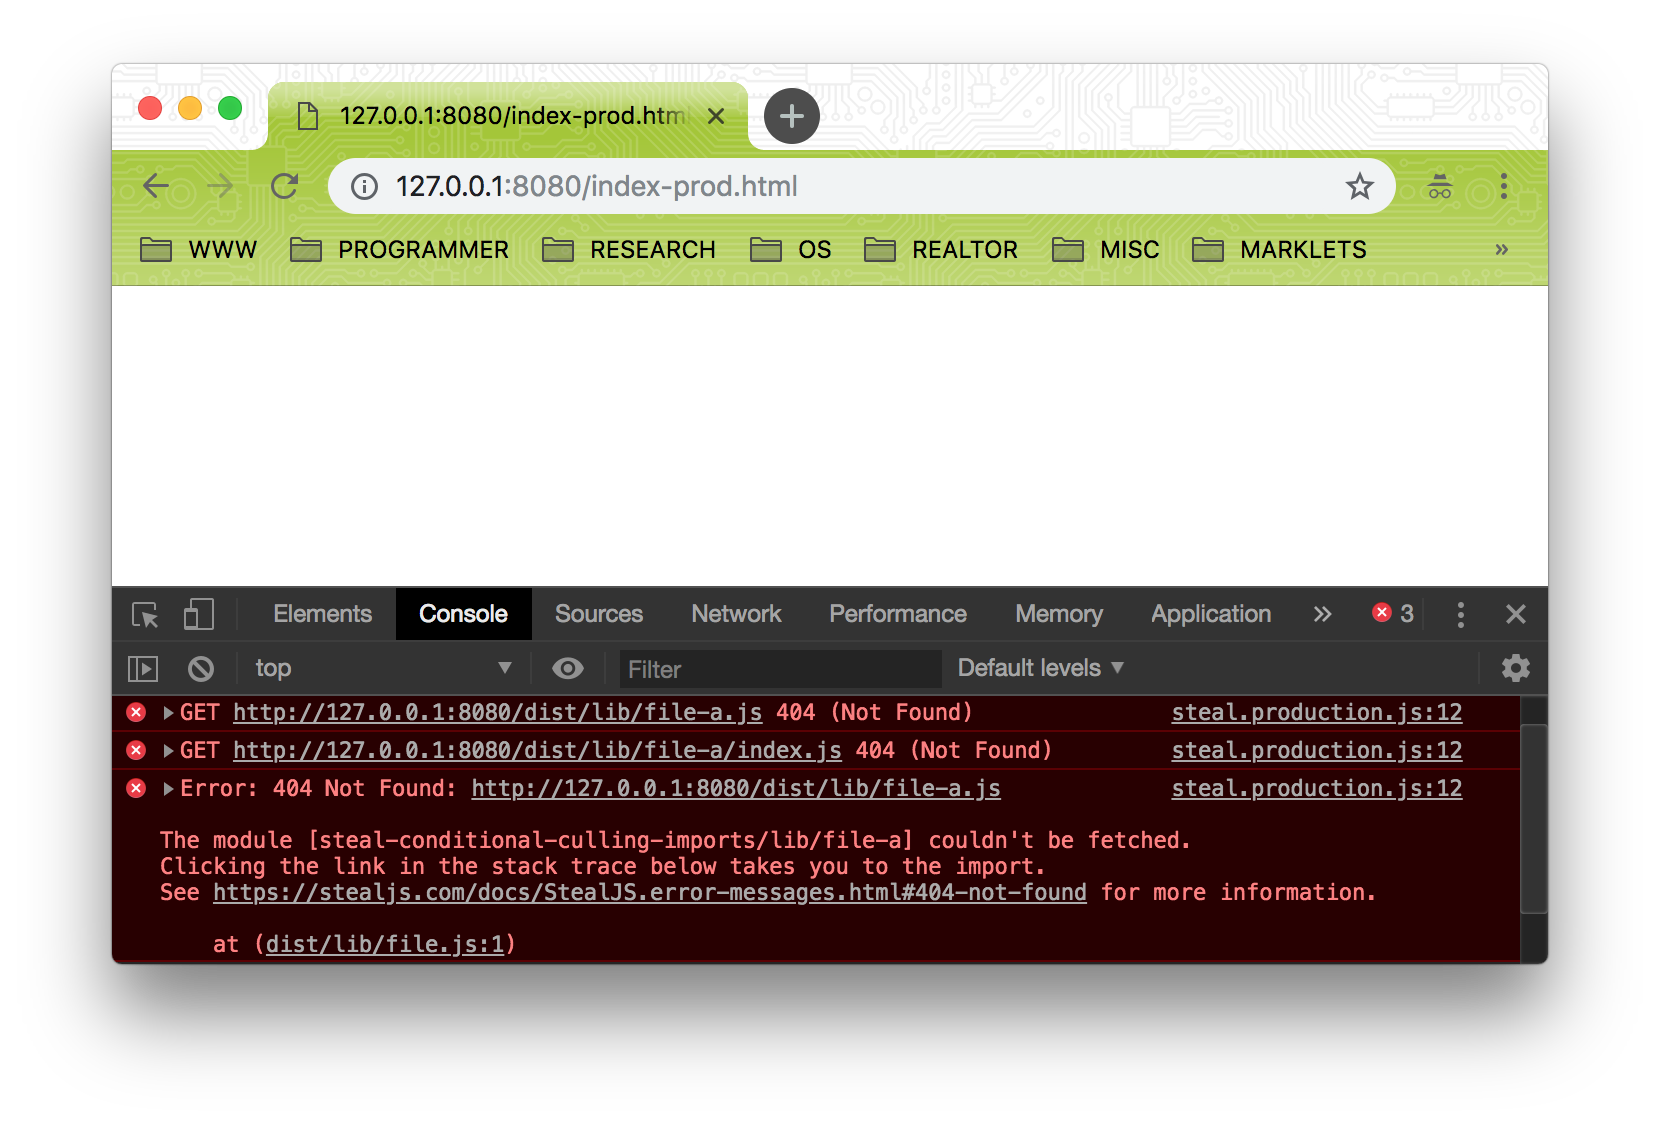 127.0.0.1:8080/index-prod.html
127.0.0.1:8080/index-prod.html
WWW PROGRAMMER RESEARCH OS REALTOR MISC MARKLETS »
Elements Console Sources Network Performance Memory Application » 3
top Filter Default levels
GET http://127.0.0.1:8080/dist/lib/file-a.js 404 (Not Found) steal.production.js:12
GET http://127.0.0.1:8080/dist/lib/file-a/index.js 404 (Not Found) steal.production.js:12
Error: 404 Not Found: http://127.0.0.1:8080/dist/lib/file-a.js steal.production.js:12
The module [steal-conditional-culling-imports/lib/file-a] couldn't be fetched.
Clicking the link in the stack trace below takes you to the import.
See https://stealjs.com/docs/StealJS.error-messages.html#404-not-found for more information.
at (dist/lib/file.js:1)